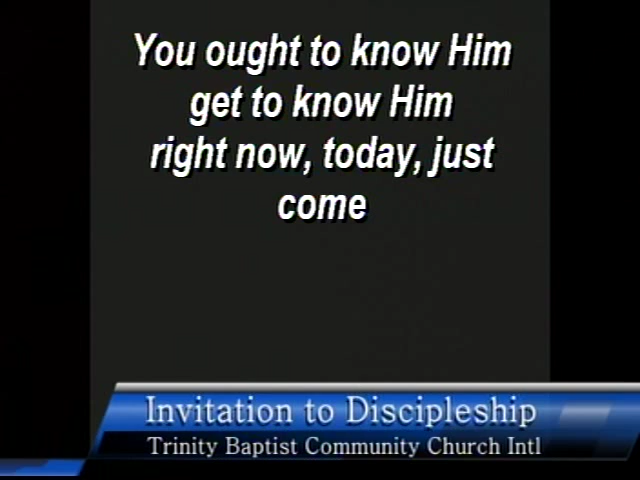 You ought to know Him
get to know Him
right now, today, just
come
Invitation to Discipleship
Trinity Baptist Community Church Intl